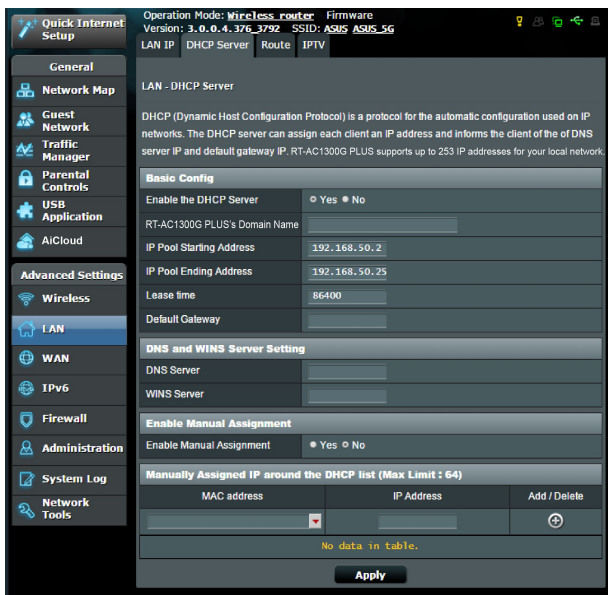 Quick Internet
Setup
Operation Mode: Wireless router Firmware
Version: 3.0.0.4.376_3792 SSID: ASUS ASUS_5G
LAN IP DHCP Server Route IPTV
General
Network Map
Guest
Network
Traffic
Manager
Parental
Controls
USB
Application
AiCloud
Advanced Settings
Wireless
LAN
WAN
IPv6
Firewall
Administration
System Log
Network
Tools
LAN - DHCP Server
DHCP (Dynamic Host Configuration Protocol) is a protocol for the automatic configuration used on IP
networks. The DHCP server can assign each client an IP address and informs the client of the of DNS
server IP and default gateway IP. RT-AC1300G PLUS supports up to 253 IP addresses for your local network.
Basic Config
Enable the DHCP Server Yes No
RT-AC1300G PLUS's Domain Name
IP Pool Starting Address 192.168.50.2
IP Pool Ending Address 192.168.50.25
Lease time 86400
Default Gateway
DNS and WINS Server Setting
DNS Server
WINS Server
Enable Manual Assignment
Enable Manual Assignment Yes No
Manually Assigned IP around the DHCP list (Max Limit : 64)
MAC address IP Address Add / Delete
No data in table.
Apply